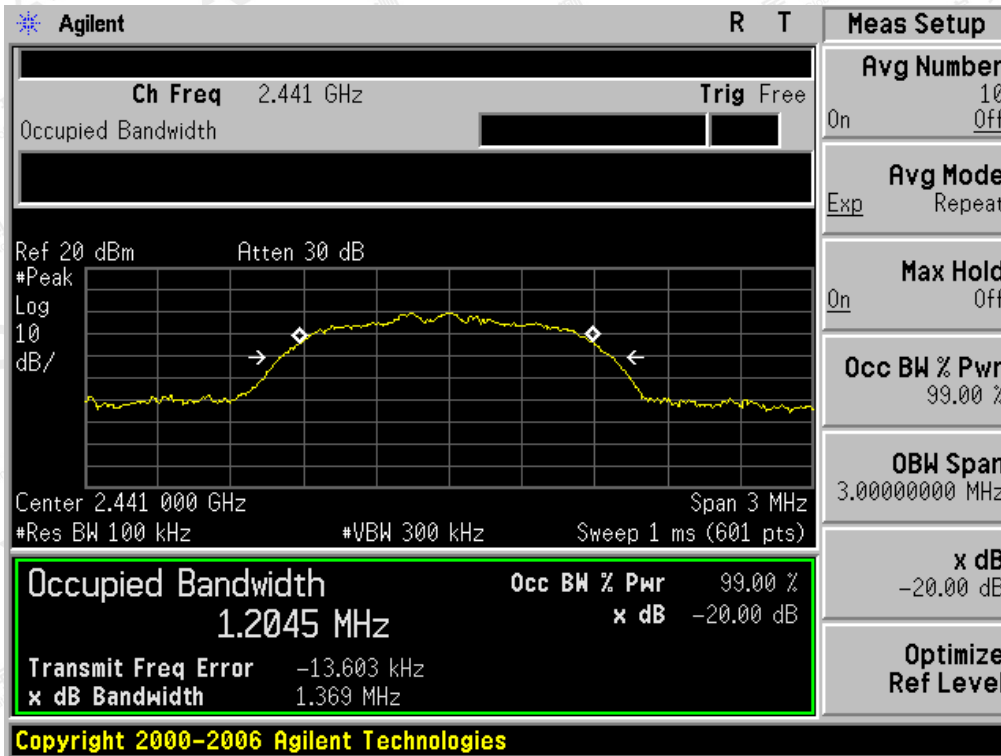 Agilent R T
Ch Freq 2.441 GHz Trig Free
Occupied Bandwidth
Ref 20 dBm Atten 30 dB
#Peak
Log
10
dB/
Center 2.441 000 GHz Span 3 MHz
#Res BW 100 kHz #VBW 300 kHz Sweep 1 ms (601 pts)
Occupied Bandwidth Occ BW % Pwr 99.00 %
1.2045 MHz x dB -20.00 dB
Transmit Freq Error -13.603 kHz
x dB Bandwidth 1.369 MHz
Copyright 2000-2006 Agilent Technologies
Meas Setup
Avg Number
10
On Off
Avg Mode
Exp Repeat
Max Hold
On Off
Occ BW % Pwr
99.00 %
OBW Span
3.00000000 MHz
x dB
-20.00 dB
Optimize
Ref Level